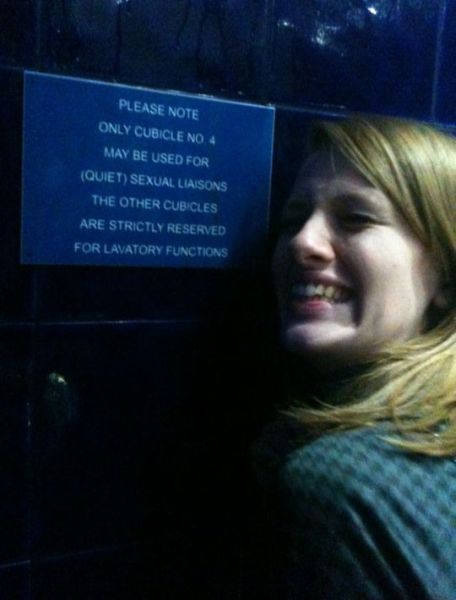 PLEASE NOTE
ONLY CUBICLE NO. 4
MAY BE USED FOR
(QUIET) SEXUAL LIAISONS
THE OTHER CUBICLES
ARE STRICTLY RESERVED
FOR LAVATORY FUNCTIONS